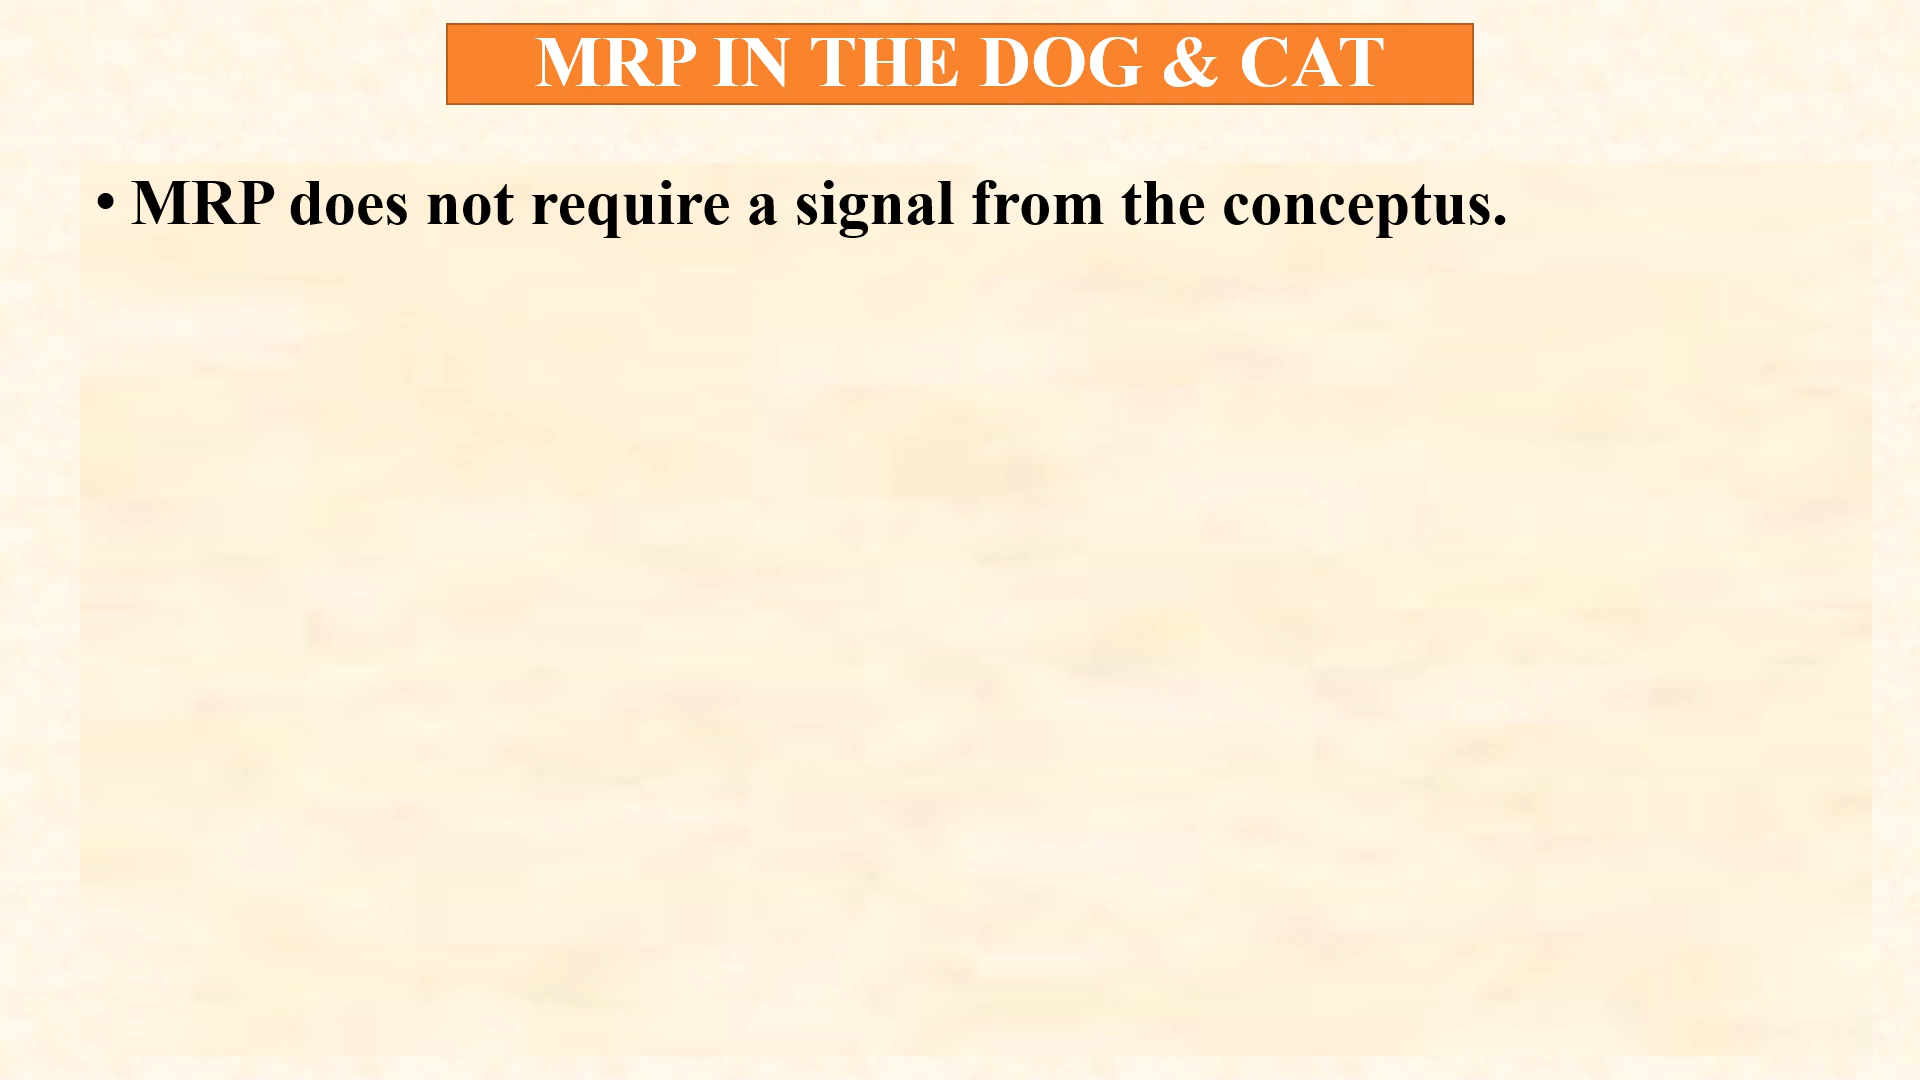 MRP IN THE DOG & CAT
• MRP does not require a signal from the conceptus.